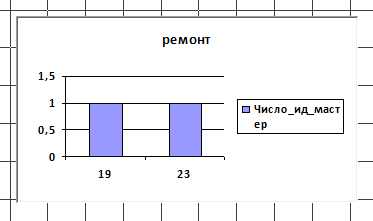 ремонт
1,5
1
0,5
0
19 23
Число_ид_маст
ер